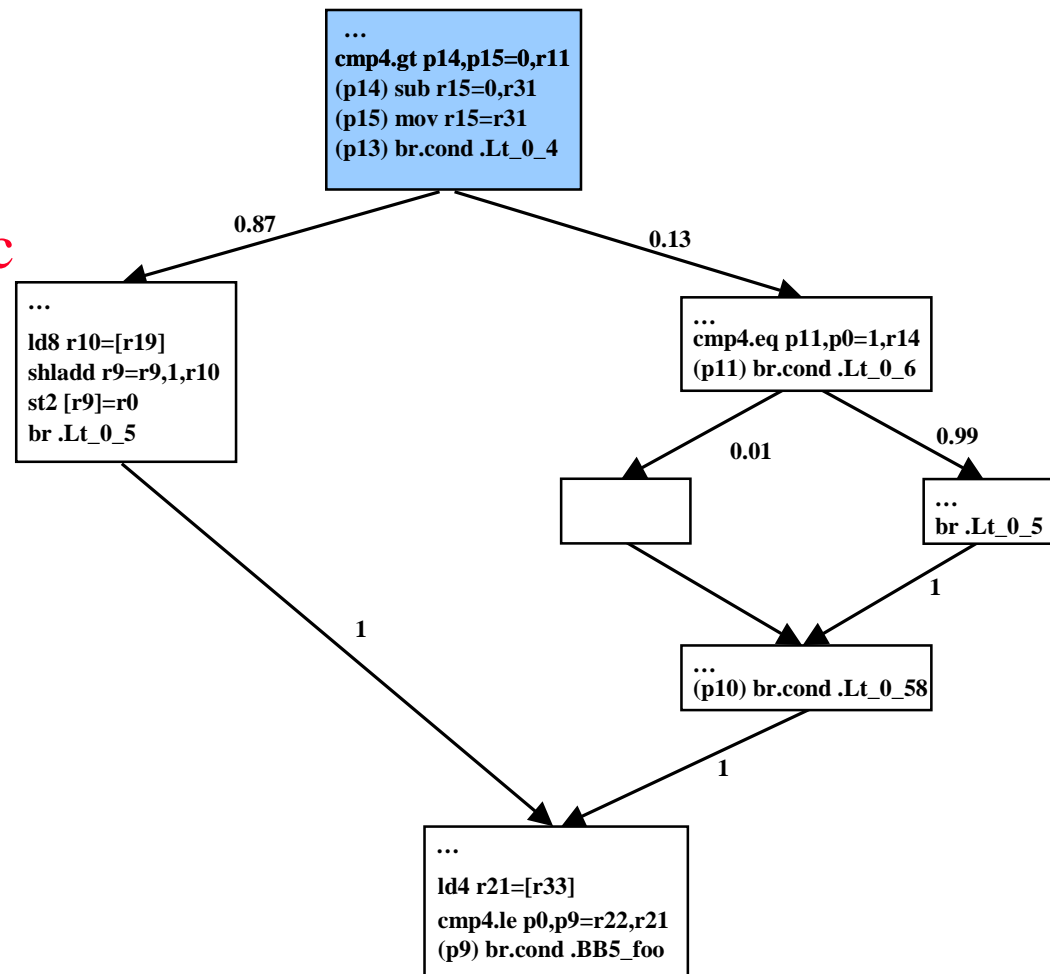 …
cmp4.gt p14,p15=0,r11
(p14) sub r15=0,r31
(p15) mov r15=r31
(p13) br.cond .Lt_0_4
0.87
0.13
c
…
ld8 r10=[r19]
shladd r9=r9,1,r10
st2 [r9]=r0
br .Lt_0_5
…
cmp4.eq p11,p0=1,r14
(p11) br.cond .Lt_0_6
0.01
0.99
…
br .Lt_0_5
1
1
…
(p10) br.cond .Lt_0_58
1
…
ld4 r21=[r33]
cmp4.le p0,p9=r22,r21
(p9) br.cond .BB5_foo